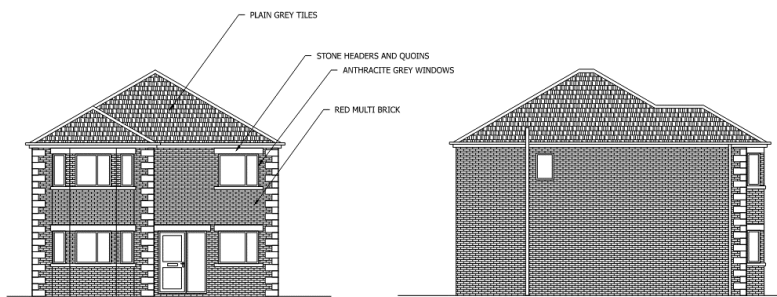 PLAIN GREY TILES
STONE HEADERS AND QUOINS
ANTHRACITE GREY WINDOWS
RED MULTI BRICK